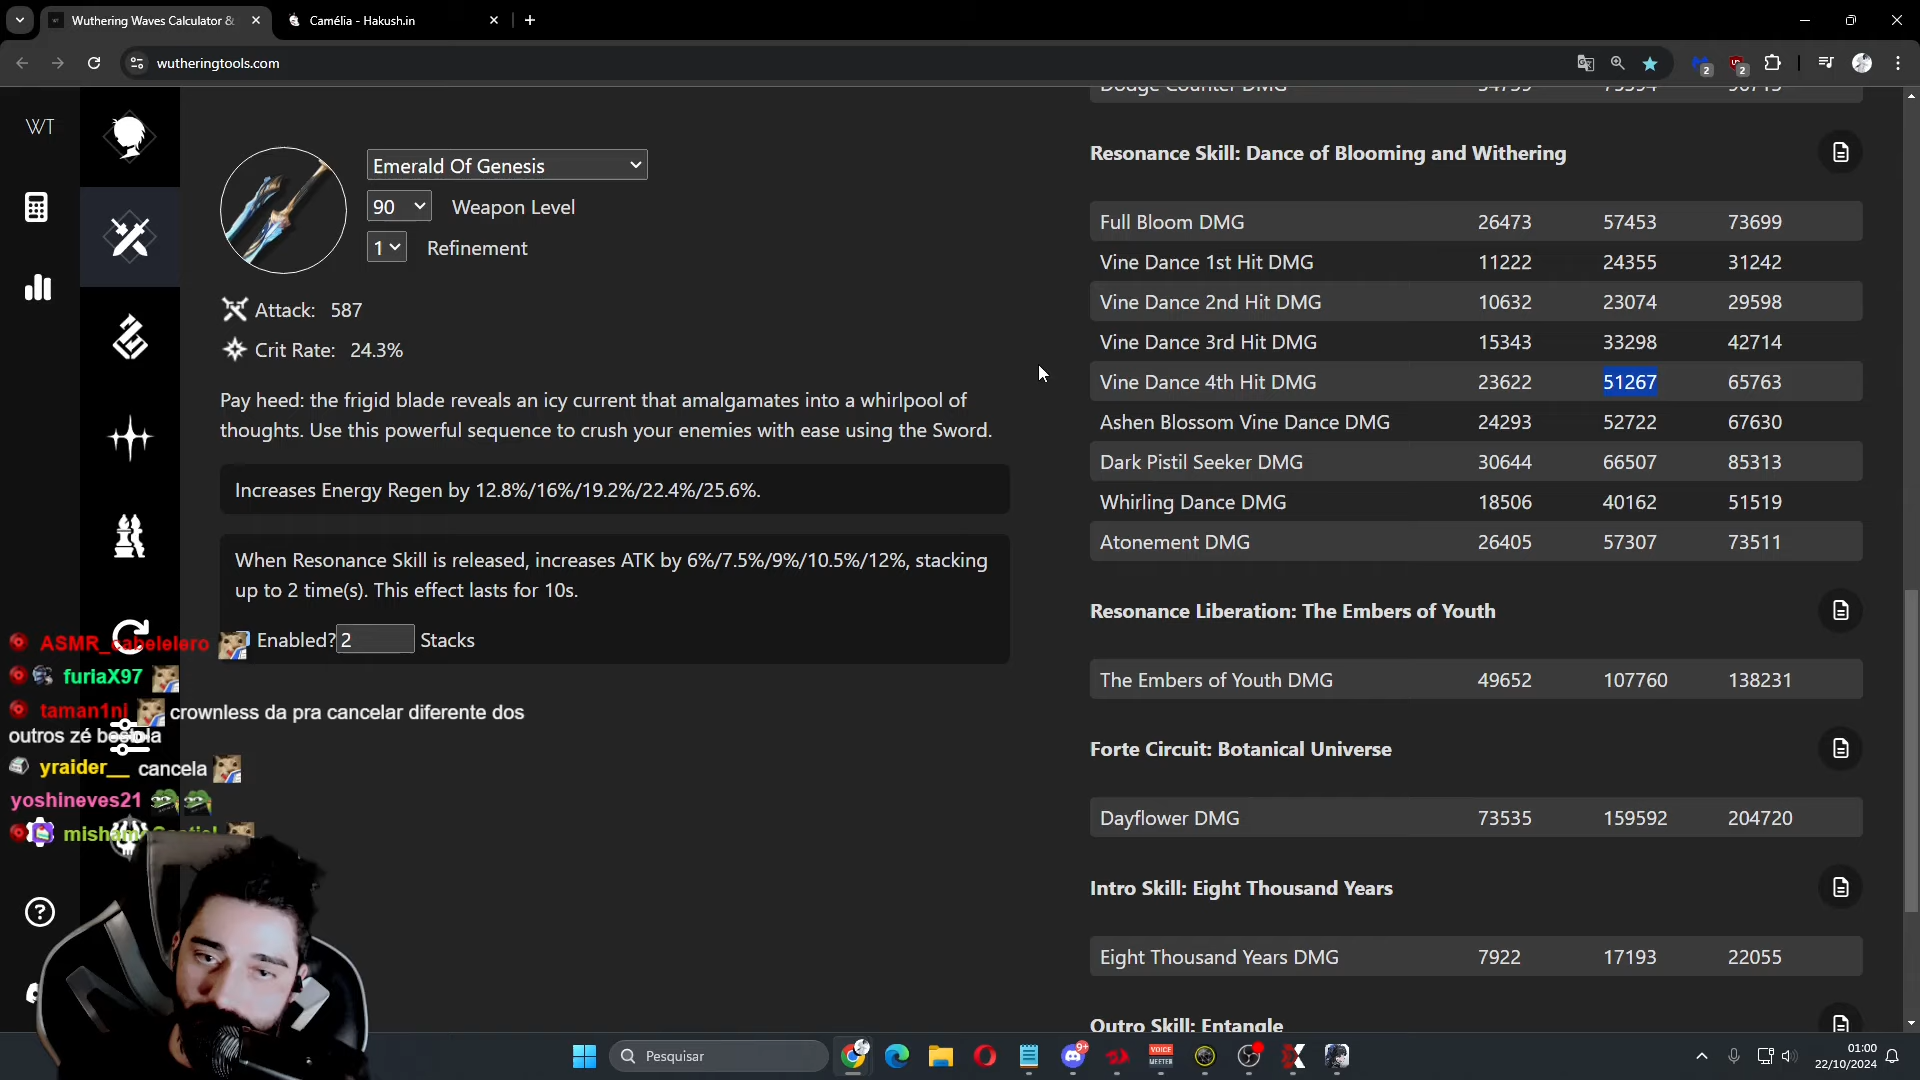 Wuthering Waves Calculator &
Camélia - Hakush.in
wutheringtools.com
2
2
WT
Emerald Of Genesis
90
Weapon Level
1
Refinement
Attack: 587
Crit Rate: 24.3%
Pay heed: the frigid blade reveals an icy current that amalgamates into a whirlpool of
thoughts. Use this powerful sequence to crush your enemies with ease using the Sword.
Increases Energy Regen by 12.8%/16%/19.2%/22.4%/25.6%.
When Resonance Skill is released, increases ATK by 6%/7.5%/9%/10.5%/12%, stacking
up to 2 time(s). This effect lasts for 10s.
Enabled? 2 Stacks
ASMR_cabelelero
furiaX97
taman1ni crownless da pra cancelar diferente dos
outros zé bestola
yraider__ cancela
yoshineves21
Dodge Counter DMG
Resonance Skill: Dance of Blooming and Withering
Full Bloom DMG 26473 57453 73699
Vine Dance 1st Hit DMG 11222 24355 31242
Vine Dance 2nd Hit DMG 10632 23074 29598
Vine Dance 3rd Hit DMG 15343 33298 42714
Vine Dance 4th Hit DMG 23622 51267 65763
Ashen Blossom Vine Dance DMG 24293 52722 67630
Dark Pistil Seeker DMG 30644 66507 85313
Whirling Dance DMG 18506 40162 51519
Atonement DMG 26405 57307 73511
Resonance Liberation: The Embers of Youth
The Embers of Youth DMG 49652 107760 138231
Forte Circuit: Botanical Universe
Dayflower DMG 73535 159592 204720
Intro Skill: Eight Thousand Years
Eight Thousand Years DMG 7922 17193 22055
Outro Skill: Entangle
Pesquisar
9+
VOICE
MEETER
01:00
22/10/2024